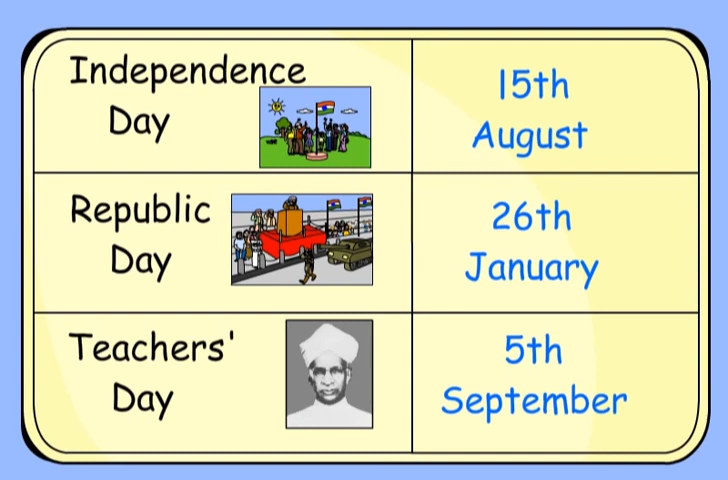 Independence
Day
15th
August
Republic
Day
26th
January
Teachers'
Day
5th
September